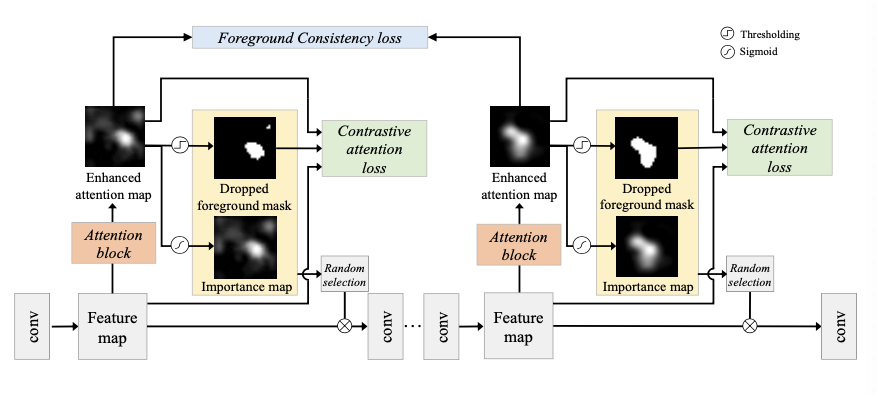 Foreground Consistency loss
Thresholding
Sigmoid
Enhanced
attention map
Dropped
foreground mask
Contrastive
attention
loss
Attention
block
Importance map
Random
selection
conv
Feature
map
conv
...
conv
Enhanced
attention map
Dropped
foreground mask
Contrastive
attention
loss
Attention
block
Importance map
Random
selection
Feature
map
conv